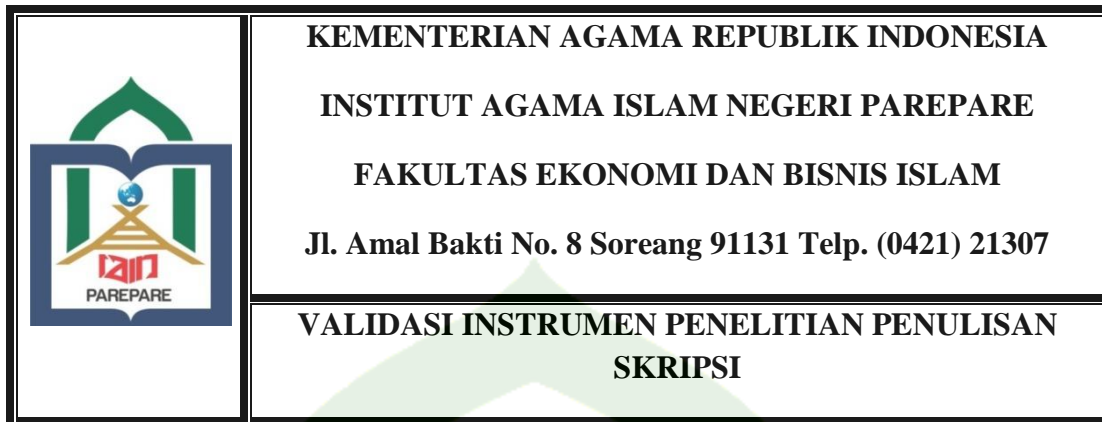 KEMENTERIAN AGAMA REPUBLIK INDONESIA
INSTITUT AGAMA ISLAM NEGERI PAREPARE
FAKULTAS EKONOMI DAN BISNIS ISLAM
Jl. Amal Bakti No. 8 Soreang 91131 Telp. (0421) 21307
iain
PAREPARE
VALIDASI INSTRUMEN PENELITIAN PENULISAN
SKRIPSI